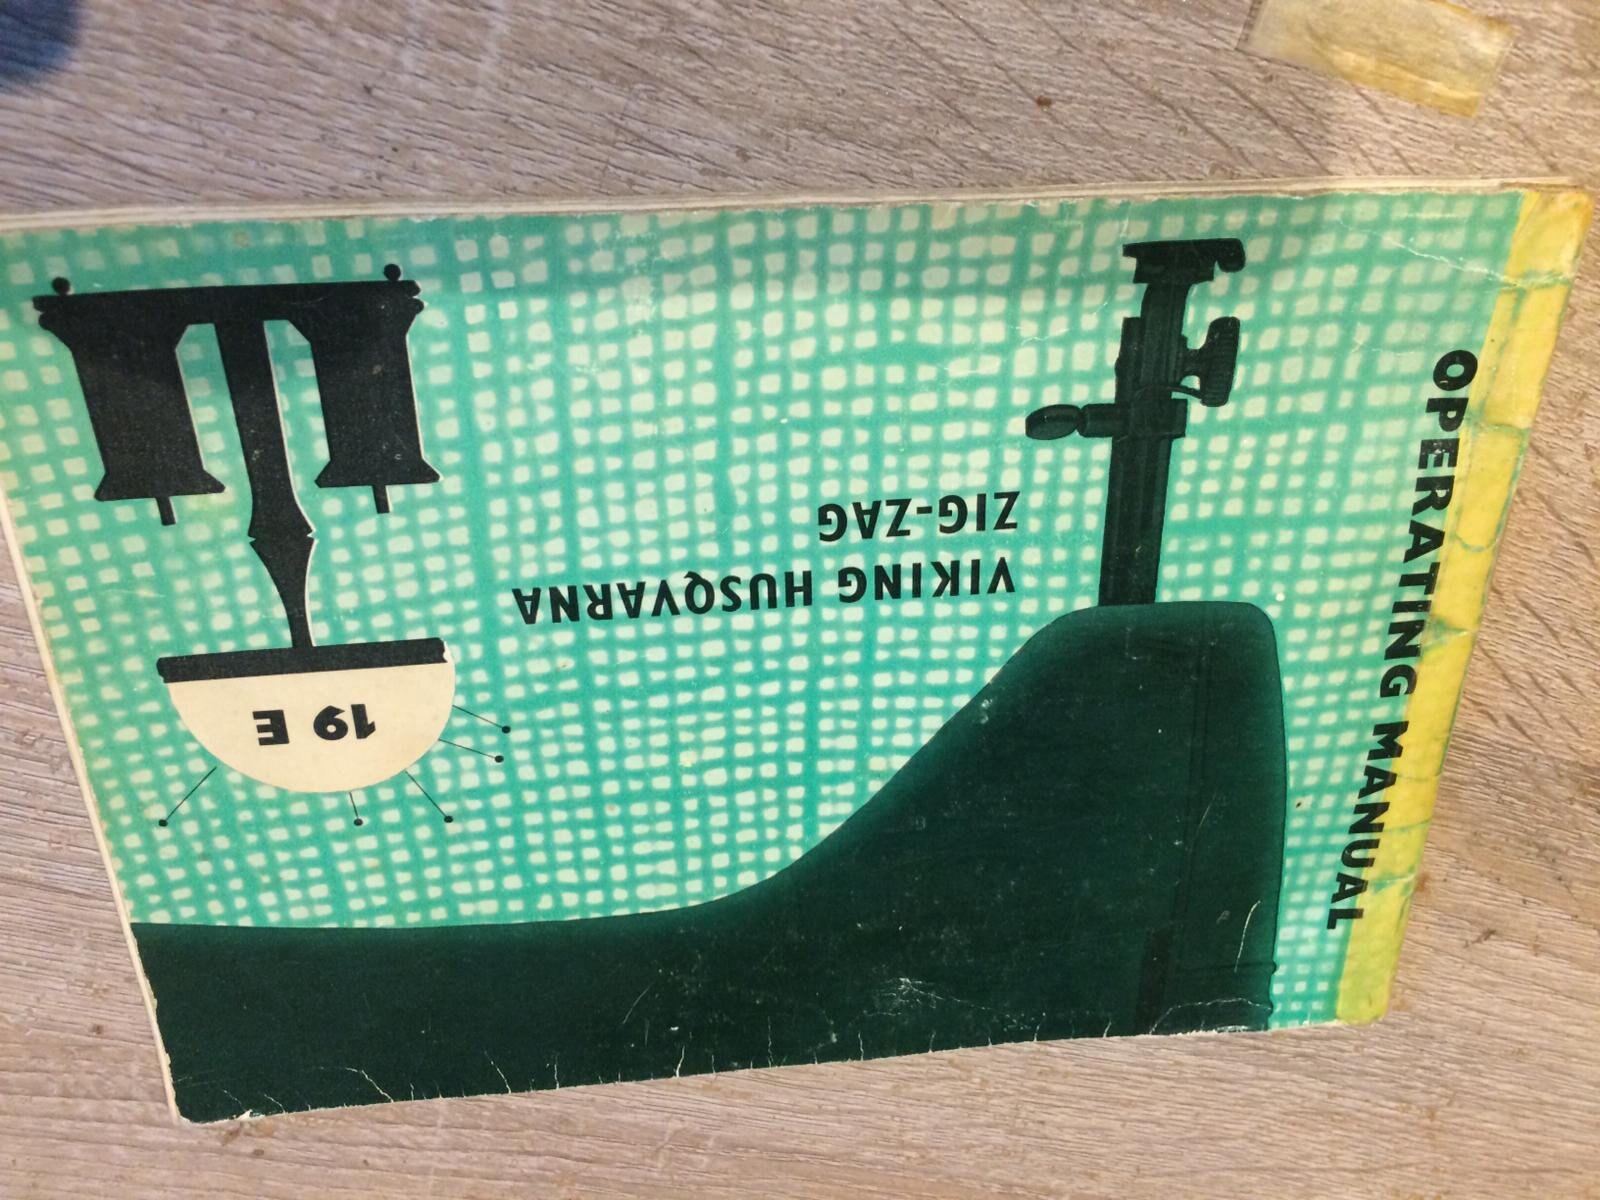 OPERATING MANUAL
ZIG-ZAG
VIKING HUSQVARNA
19 E